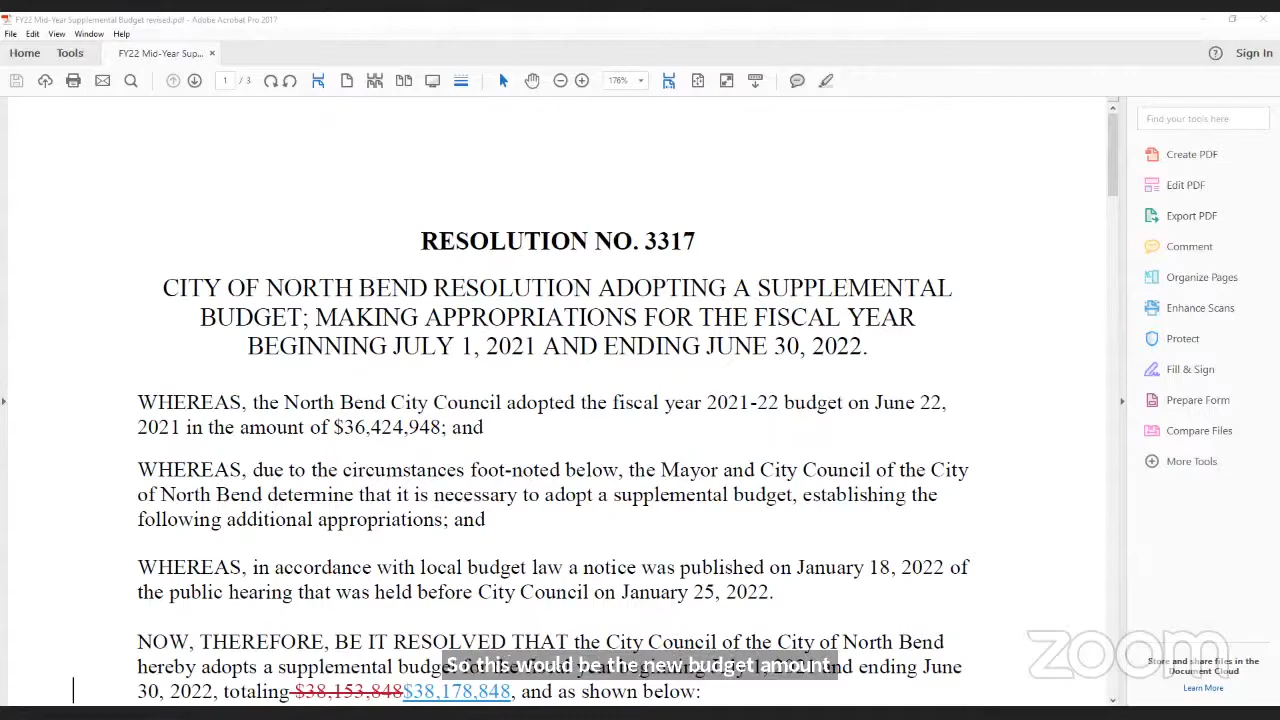 FY22 Mid-Year Supplemental Budget revised.pdf - Adobe Acrobat Pro 2017
File Edit View Window Help
Home Tools FY22 Mid-Year Sup... × Sign In
1 / 3 176%
Find your tools here
Create PDF
Edit PDF
Export PDF
Comment
Organize Pages
Enhance Scans
Protect
Fill & Sign
Prepare Form
Compare Files
More Tools
RESOLUTION NO. 3317
CITY OF NORTH BEND RESOLUTION ADOPTING A SUPPLEMENTAL
BUDGET; MAKING APPROPRIATIONS FOR THE FISCAL YEAR
BEGINNING JULY 1, 2021 AND ENDING JUNE 30, 2022.
WHEREAS, the North Bend City Council adopted the fiscal year 2021-22 budget on June 22,
2021 in the amount of $36,424,948; and
WHEREAS, due to the circumstances foot-noted below, the Mayor and City Council of the City
of North Bend determine that it is necessary to adopt a supplemental budget, establishing the
following additional appropriations; and
WHEREAS, in accordance with local budget law a notice was published on January 18, 2022 of
the public hearing that was held before City Council on January 25, 2022.
NOW, THEREFORE, BE IT RESOLVED THAT the City Council of the City of North Bend
hereby adopts a supplemental budge 1, 2021 and ending June
30, 2022, totaling $38,153,848$38,178,848, and as shown below:
So this would be the new budget amount
zoom
Store and share files in the
Document Cloud
Learn More